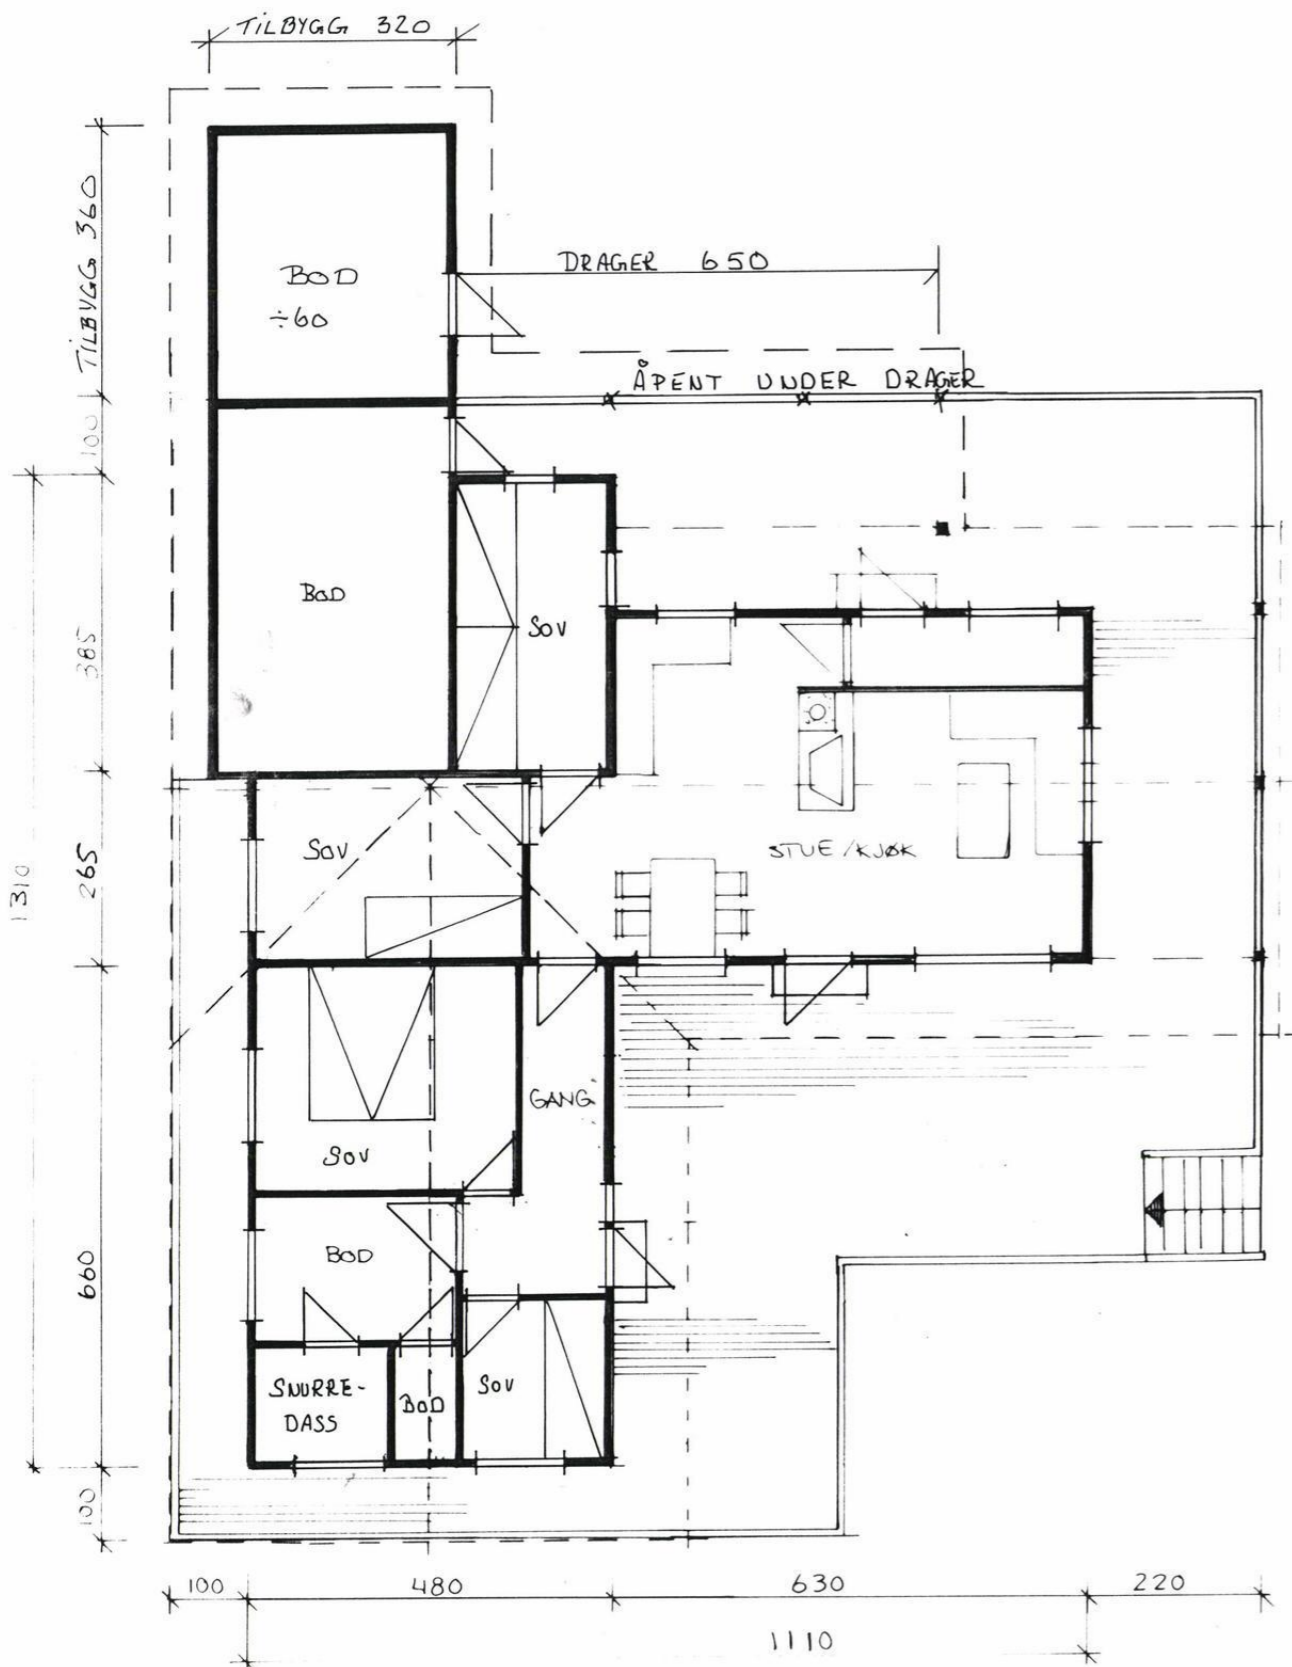 TILBYGG 320
TILBYGG 360
BOD
÷60
DRAGER 650
ÅPENT UNDER DRAGER
100
BOD
SOV
385
1310
265
SOV
STUE/KJØK
GANG
SOV
660
BOD
SNURRE-
DASS
BOD
SOV
100
100
480
630
220
1110